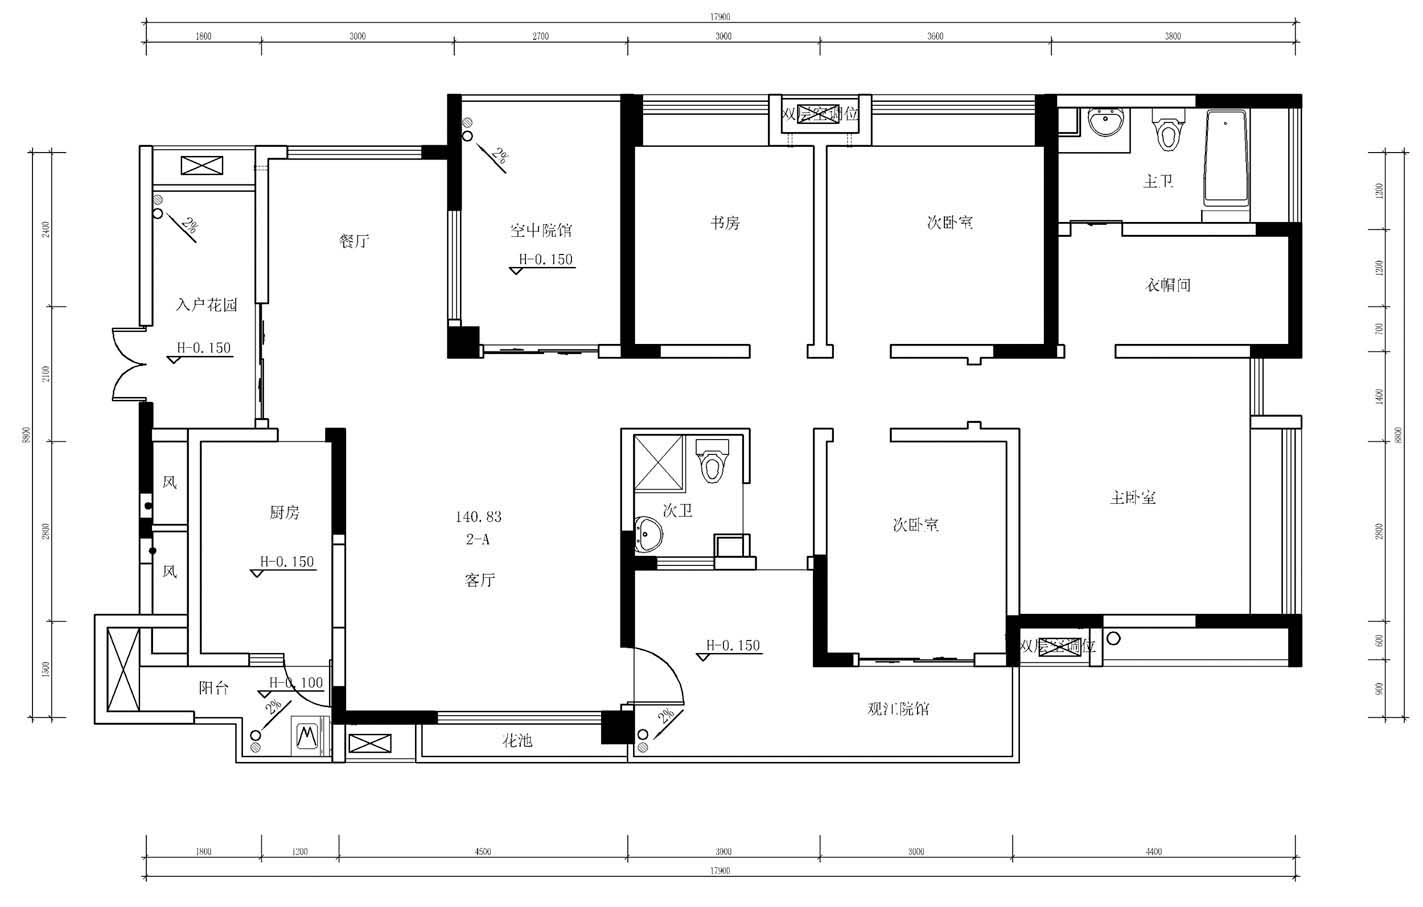 17900
1800
3000
2700
3000
3600
3800
双层空调位
2%
2%
主卫
2400
1200
餐厅
空中院馆
H-0.150
书房
次卧室
入户花园
衣帽间
1200
H-0.150
700
2100
1400
8800
8800
风
厨房
140.83
2-A
客厅
次卫
次卧室
主卧室
2800
2800
H-0.150
风
H-0.150
双层空调位
600
1500
阳台
H-0.100
2%
2%
观江院馆
900
花池
1800
1200
4500
3000
3000
4400
17900